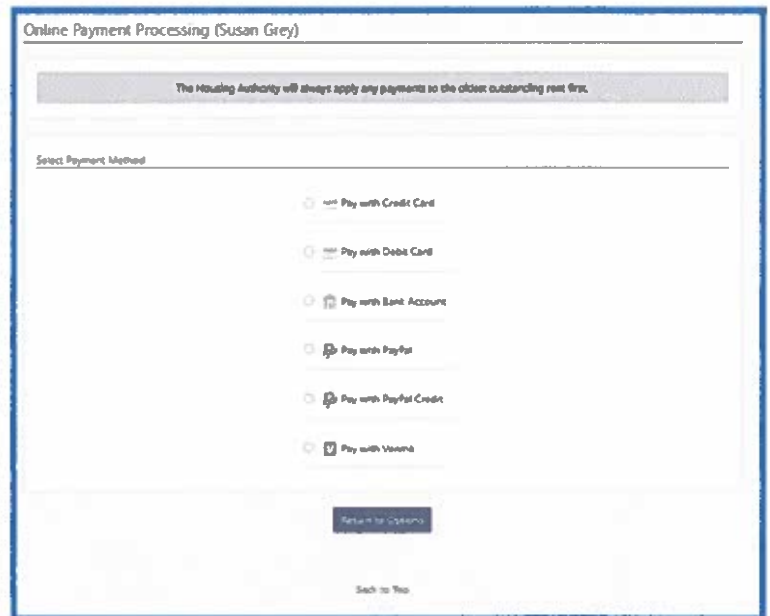 Online Payment Processing (Susan Grey)
The Housing Authority will always apply any payments to the oldest outstanding rent first.
Select Payment Method
Pay with Credit Card
Pay with Debit Card
Pay with Bank Account
Pay with PayPal
Pay with PayPal Credit
Pay with Venmo
Return to Options
Back to Top